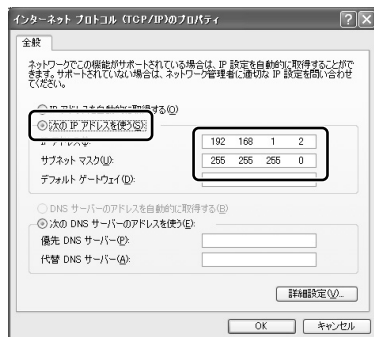 インターネット プロトコル (TCP/IP)のプロパティ
全般
ネットワークでこの機能がサポートされている場合は、IP 設定を自動的に取得することがで
きます。サポートされていない場合は、ネットワーク管理者に適切な IP 設定を問い合わせ
てください。
IP アドレスを自動的に取得する(O)
次の IP アドレスを使う(S):
IP アドレス(I):
192 168 1 2
サブネット マスク(U):
255 255 255 0
デフォルト ゲートウェイ(D):
DNS サーバーのアドレスを自動的に取得する(B)
次の DNS サーバーのアドレスを使う(E):
優先 DNS サーバー(P):
代替 DNS サーバー(A):
詳細設定(V)...
OK
キャンセル